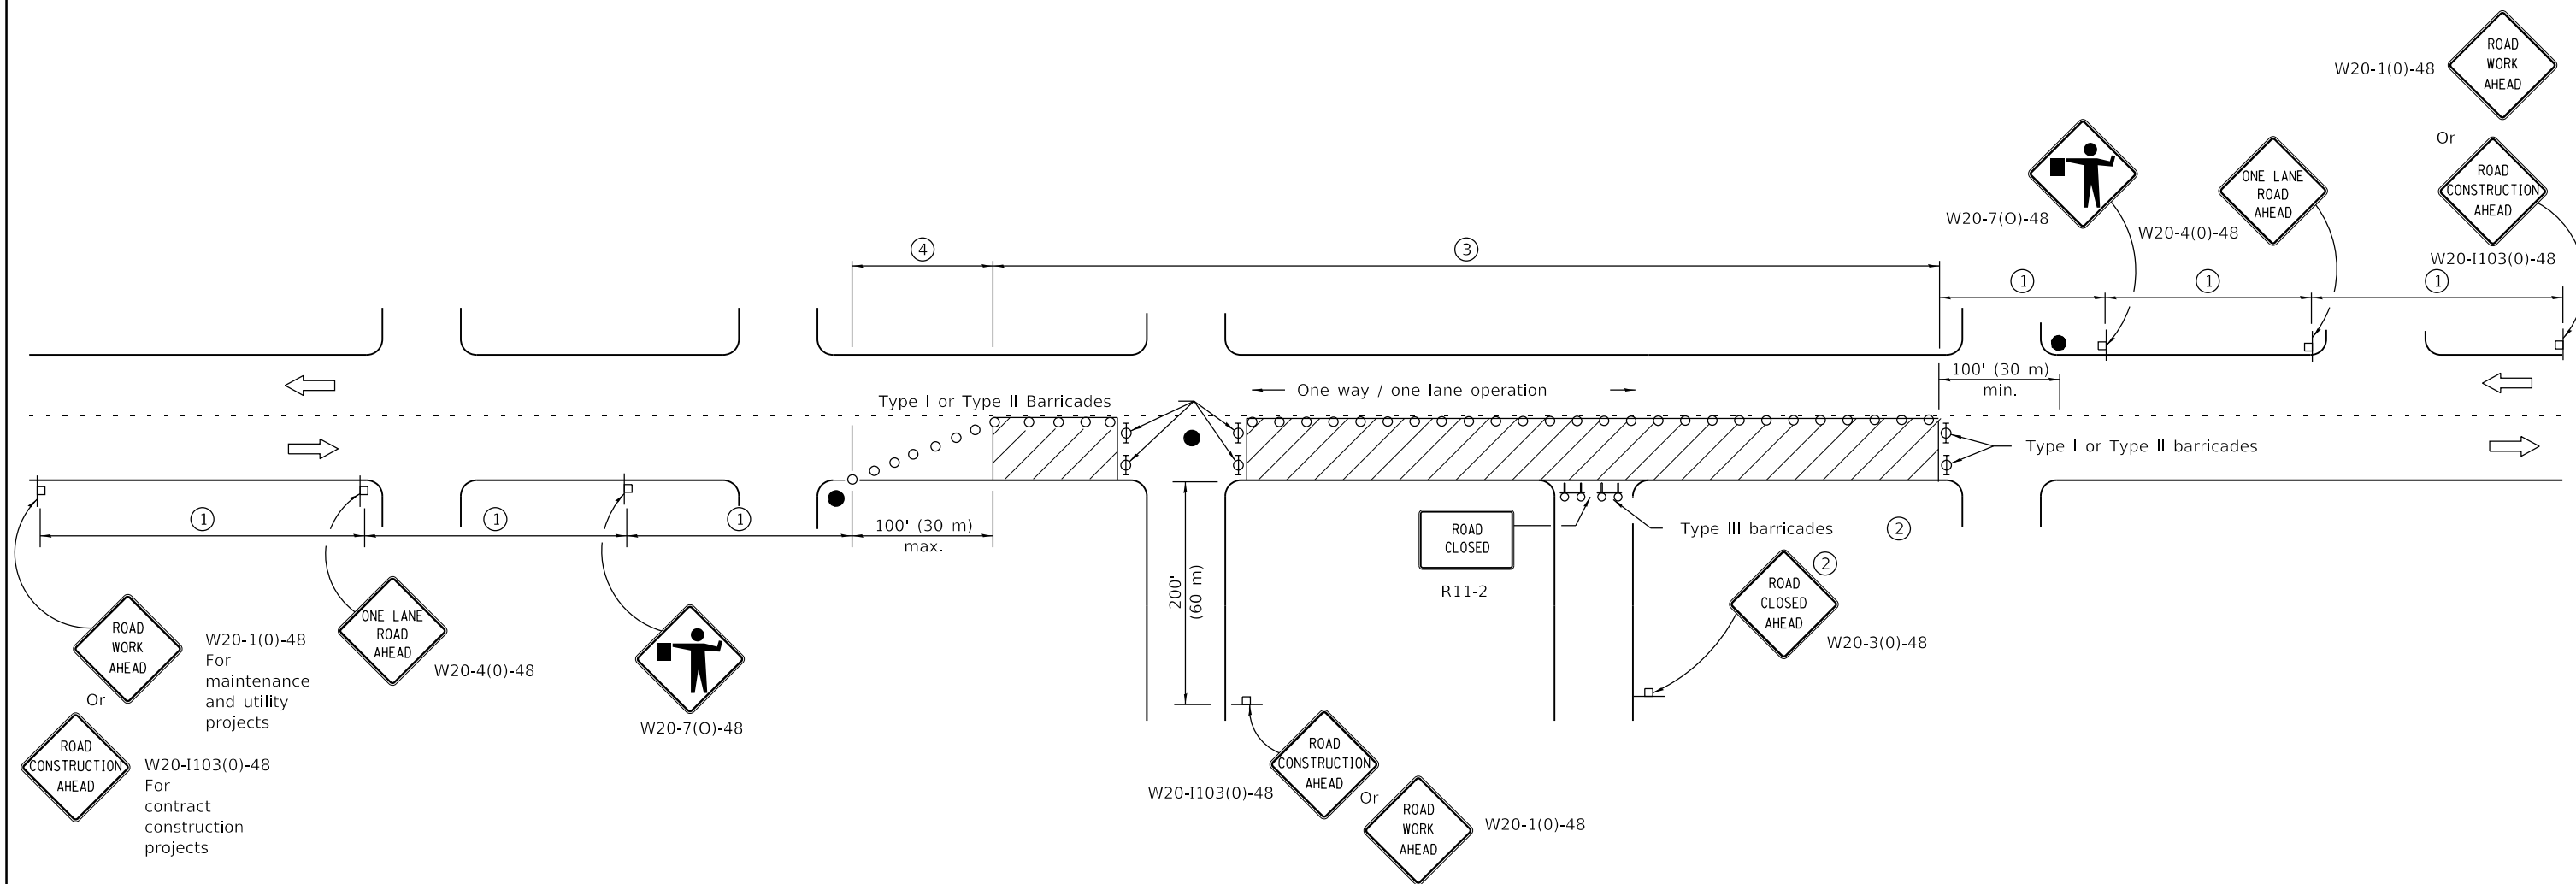 ROAD
WORK
AHEAD
W20-1(0)-48
Or
ROAD
CONSTRUCTION
AHEAD
W20-I103(0)-48
W20-7(O)-48
ONE LANE
ROAD
AHEAD
W20-4(0)-48
4
3
1
1
1
100' (30 m)
min.
Type I or Type II Barricades
One way / one lane operation
Type I or Type II barricades
1
1
1
100' (30 m)
max.
ROAD
CLOSED
R11-2
Type III barricades
2
200'
(60 m)
2
ROAD
CLOSED
AHEAD
W20-3(0)-48
ROAD
WORK
AHEAD
W20-1(0)-48
For
maintenance
and utility
projects
Or
ROAD
CONSTRUCTION
AHEAD
W20-I103(0)-48
For
contract
construction
projects
ONE LANE
ROAD
AHEAD
W20-4(0)-48
W20-7(O)-48
ROAD
CONSTRUCTION
AHEAD
W20-I103(0)-48
Or
ROAD
WORK
AHEAD
W20-1(0)-48